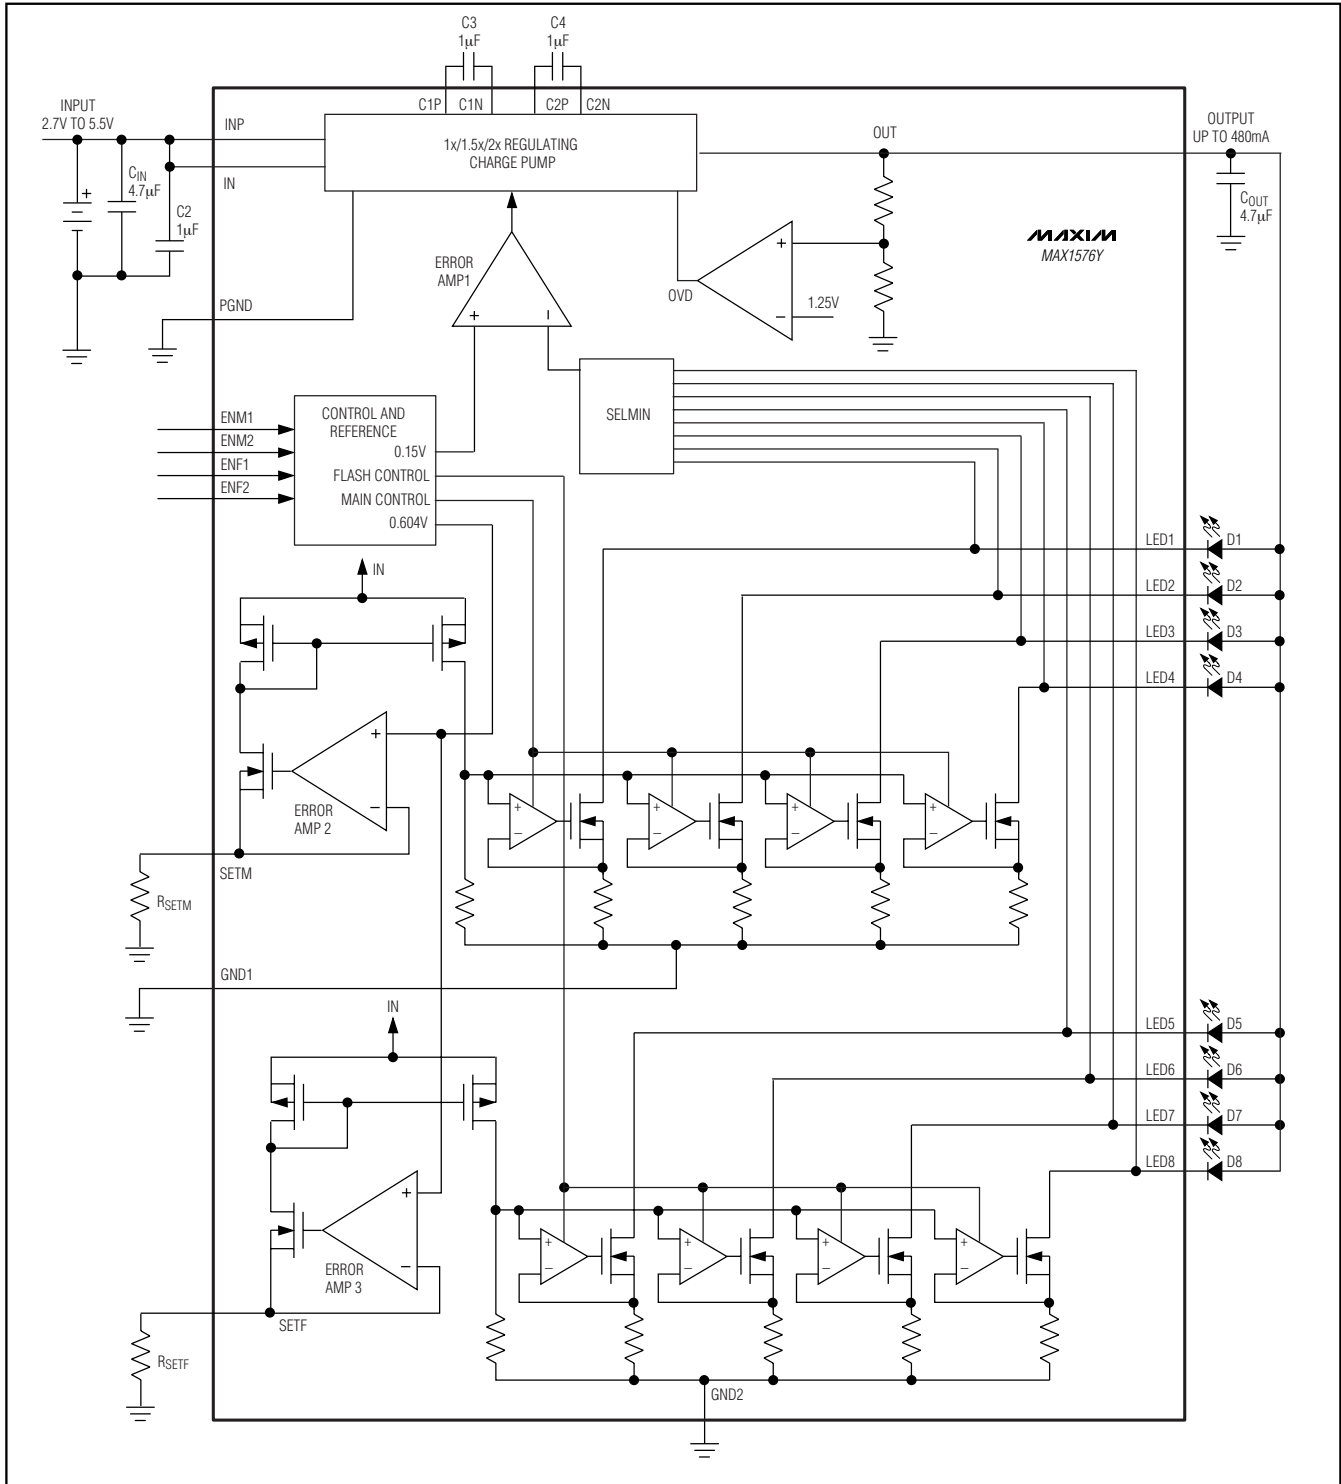 C3
1µF
C4
1µF
C1P
C1N
C2P
C2N
INPUT
2.7V TO 5.5V
INP
IN
1x/1.5x/2x REGULATING
CHARGE PUMP
OUT
OUTPUT
UP TO 480mA
CIN
4.7µF
+
C2
1µF
COUT
4.7µF
MAXIM
MAX1576Y
ERROR
AMP1
+
–
OVD
+
–
1.25V
PGND
SELMIN
ENM1
ENM2
ENF1
ENF2
CONTROL AND
REFERENCE
0.15V
FLASH CONTROL
MAIN CONTROL
0.604V
IN
LED1
D1
LED2
D2
LED3
D3
LED4
D4
+
–
ERROR
AMP 2
+
–
+
–
+
–
+
–
SETM
RSETM
GND1
IN
LED5
D5
LED6
D6
LED7
D7
LED8
D8
+
–
ERROR
AMP 3
+
–
+
–
+
–
+
–
SETF
RSETF
GND2